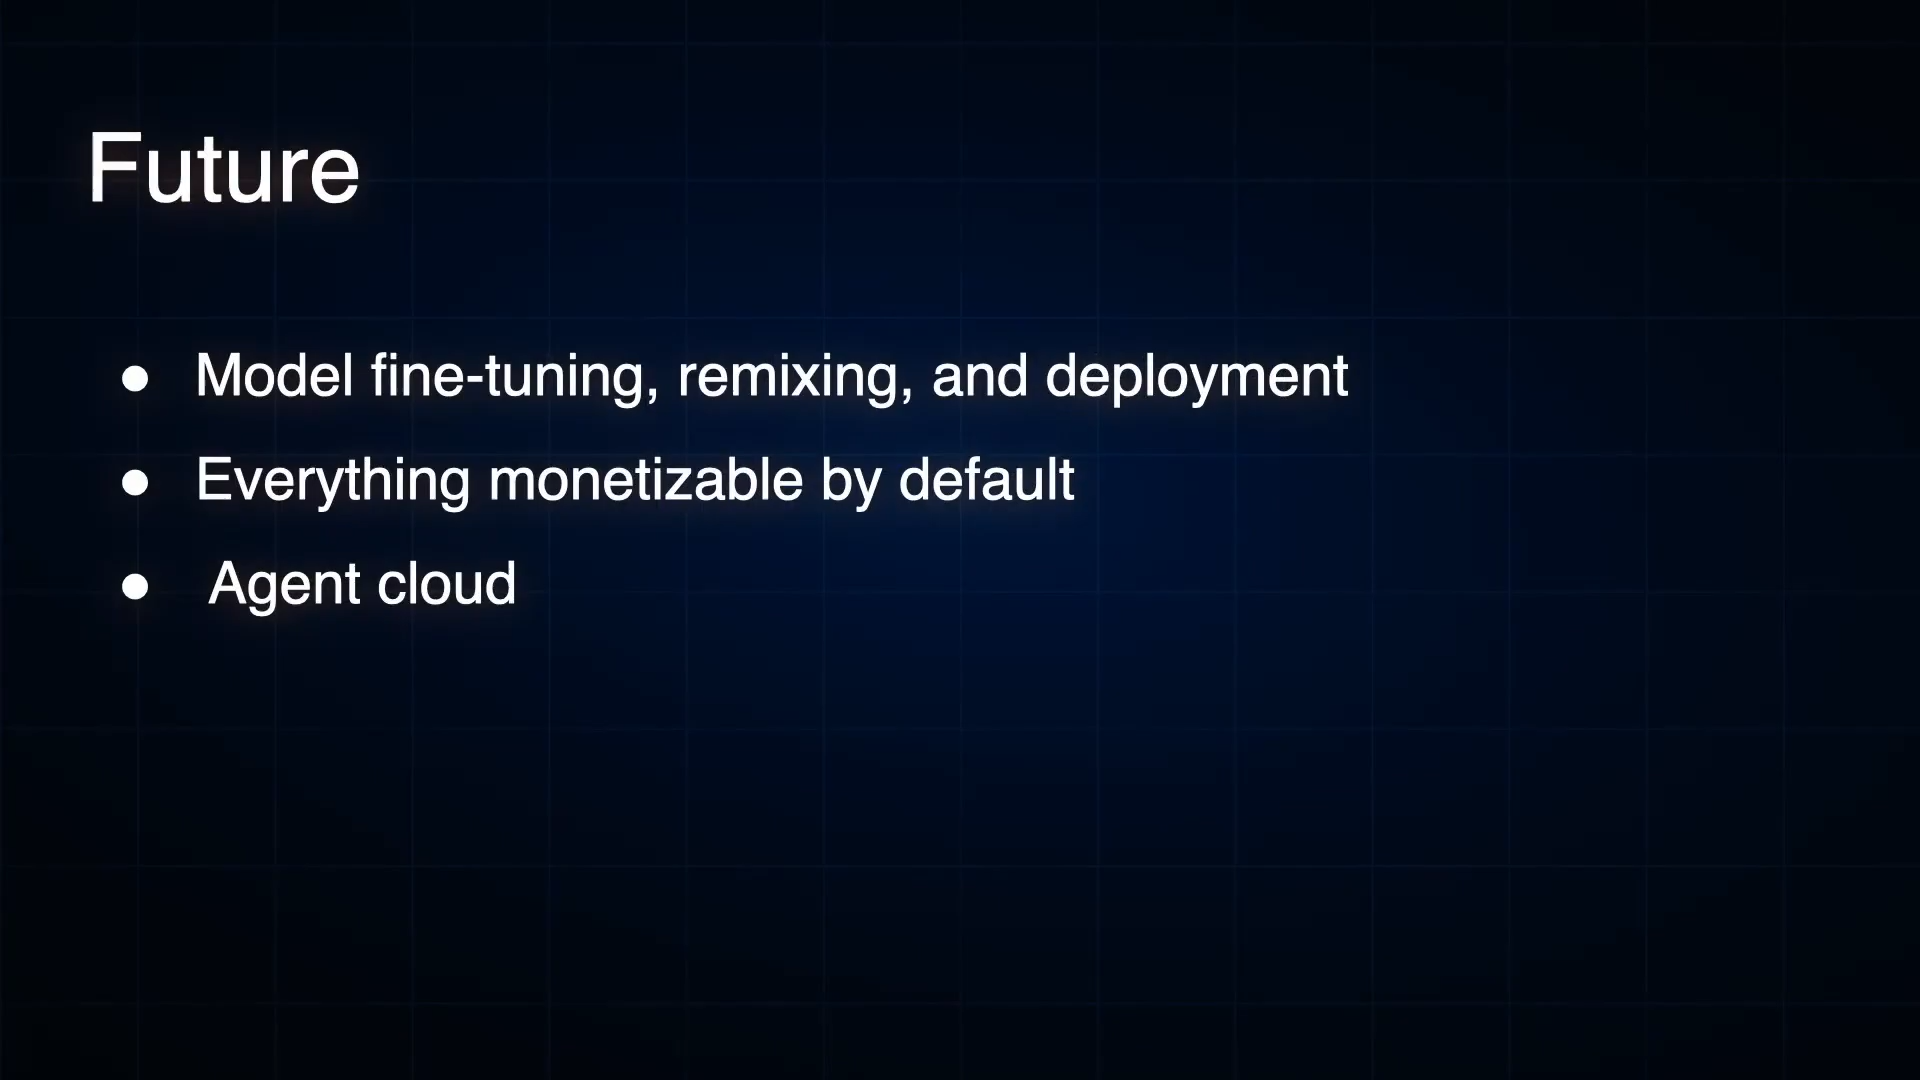 Future
● Model fine-tuning, remixing, and deployment
● Everything monetizable by default
● Agent cloud